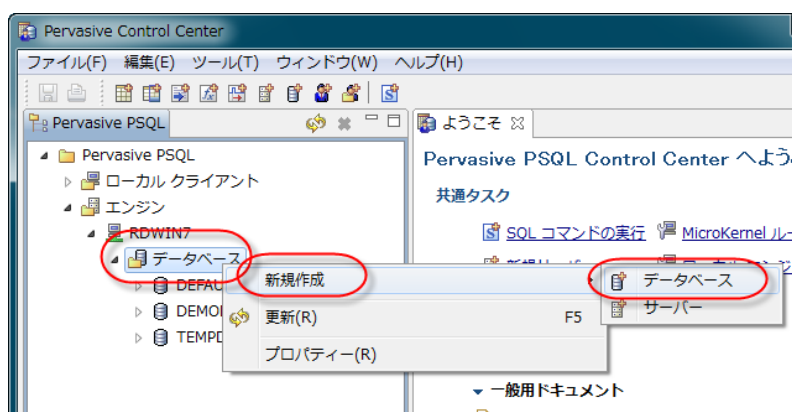 Pervasive Control Center
ファイル(F) 編集(E) ツール(T) ウィンドウ(W) ヘルプ(H)
Pervasive PSQL
ようこそ
Pervasive PSQL
ローカル クライアント
エンジン
RDWIN7
データベース
DEFAU
DEMO
TEMPD
新規作成
更新(R) F5
プロパティー(R)
データベース
サーバー
Pervasive PSQL Control Center へよう
共通タスク
SQL コマンドの実行 MicroKernel ルー
一般用ドキュメント